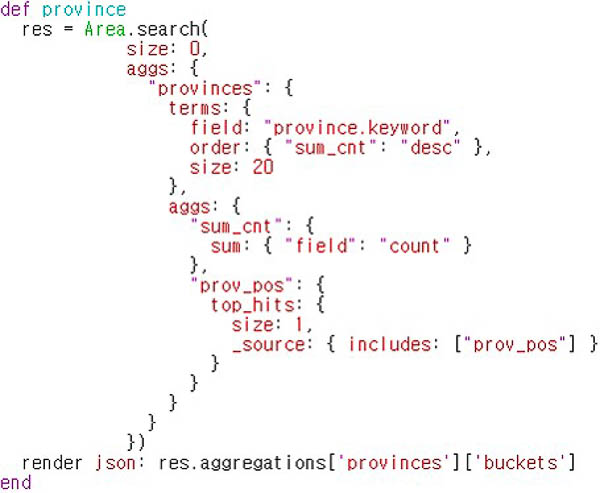 def province
  res = Area.search(
            size: 0,
            aggs: {
              "provinces": {
                terms: {
                  field: "province.keyword",
                  order: { "sum_cnt": "desc" },
                  size: 20
                },
                aggs: {
                  "sum_cnt": {
                    sum: { "field": "count" }
                  },
                  "prov_pos": {
                    top_hits: {
                      size: 1,
                      _source: { includes: ["prov_pos"] }
                    }
                  }
                }
              }
            })
  render json: res.aggregations['provinces']['buckets']
end